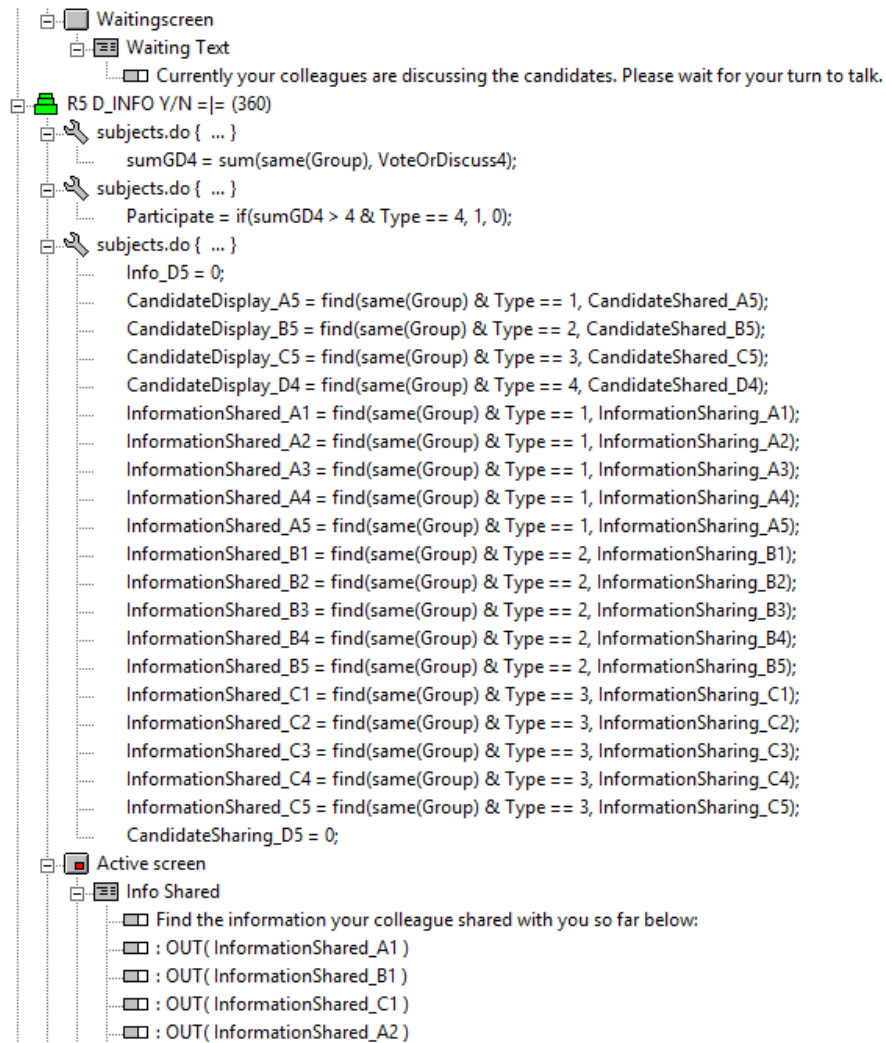 Waitingscreen
Waiting Text
Currently your colleagues are discussing the candidates. Please wait for your turn to talk.
R5 D_INFO Y/N =|= (360)
subjects.do { ... }
sumGD4 = sum(same(Group), VoteOrDiscuss4);
subjects.do { ... }
Participate = if(sumGD4 > 4 & Type == 4, 1, 0);
subjects.do { ... }
Info_D5 = 0;
CandidateDisplay_A5 = find(same(Group) & Type == 1, CandidateShared_A5);
CandidateDisplay_B5 = find(same(Group) & Type == 2, CandidateShared_B5);
CandidateDisplay_C5 = find(same(Group) & Type == 3, CandidateShared_C5);
CandidateDisplay_D4 = find(same(Group) & Type == 4, CandidateShared_D4);
InformationShared_A1 = find(same(Group) & Type == 1, InformationSharing_A1);
InformationShared_A2 = find(same(Group) & Type == 1, InformationSharing_A2);
InformationShared_A3 = find(same(Group) & Type == 1, InformationSharing_A3);
InformationShared_A4 = find(same(Group) & Type == 1, InformationSharing_A4);
InformationShared_A5 = find(same(Group) & Type == 1, InformationSharing_A5);
InformationShared_B1 = find(same(Group) & Type == 2, InformationSharing_B1);
InformationShared_B2 = find(same(Group) & Type == 2, InformationSharing_B2);
InformationShared_B3 = find(same(Group) & Type == 2, InformationSharing_B3);
InformationShared_B4 = find(same(Group) & Type == 2, InformationSharing_B4);
InformationShared_B5 = find(same(Group) & Type == 2, InformationSharing_B5);
InformationShared_C1 = find(same(Group) & Type == 3, InformationSharing_C1);
InformationShared_C2 = find(same(Group) & Type == 3, InformationSharing_C2);
InformationShared_C3 = find(same(Group) & Type == 3, InformationSharing_C3);
InformationShared_C4 = find(same(Group) & Type == 3, InformationSharing_C4);
InformationShared_C5 = find(same(Group) & Type == 3, InformationSharing_C5);
CandidateSharing_D5 = 0;
Active screen
Info Shared
Find the information your colleague shared with you so far below:
: OUT( InformationShared_A1 )
: OUT( InformationShared_B1 )
: OUT( InformationShared_C1 )
: OUT( InformationShared_A2 )